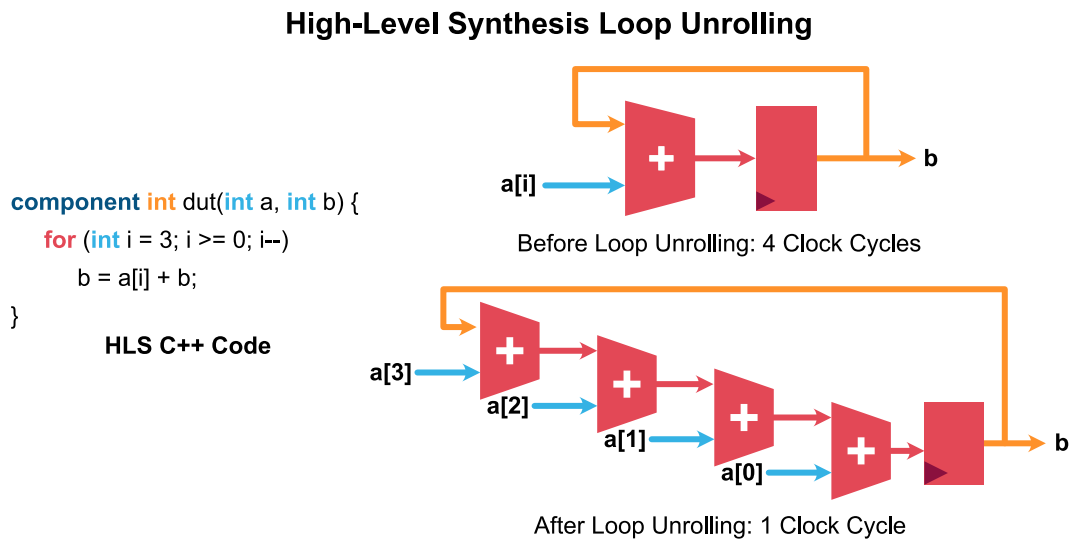 High-Level Synthesis Loop Unrolling
component int dut(int a, int b) {
for (int i = 3; i >= 0; i--)
b = a[i] + b;
}
HLS C++ Code
+
a[i]
b
Before Loop Unrolling: 4 Clock Cycles
+
a[3]
+
a[2]
+
a[1]
+
a[0]
b
After Loop Unrolling: 1 Clock Cycle